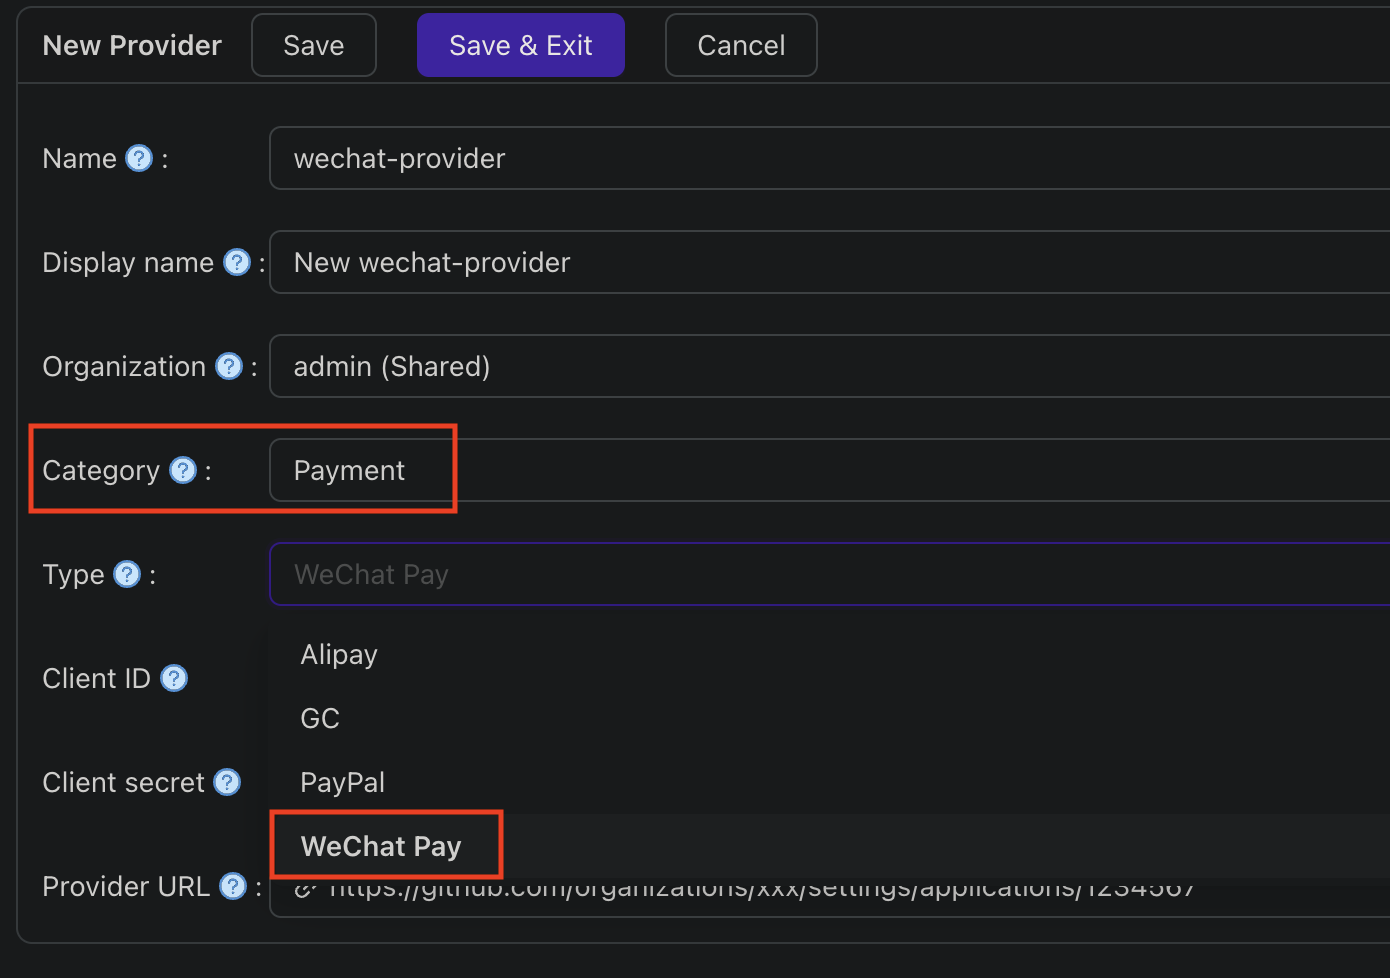 New Provider Save Save & Exit Cancel
Name ? : wechat-provider
Display name ? : New wechat-provider
Organization ? : admin (Shared)
Category ? : Payment
Type ? : WeChat Pay
Alipay
Client ID ?
GC
Client secret ? PayPal
WeChat Pay
Provider URL ? : https://github.com/organizations/xxx/settings/applications/1234567